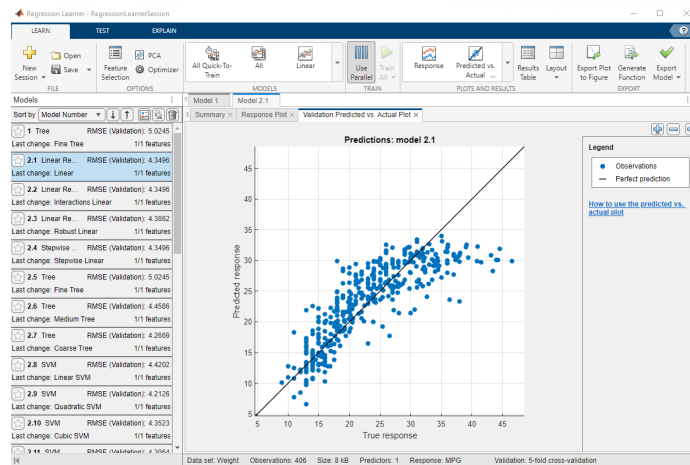 Regression Learner - RegressionLearnerSession
LEARN TEST EXPLAIN
New Session
Open
Save
FILE
Feature Selection
PCA
Optimizer
OPTIONS
All Quick-To-Train
All
Linear
MODELS
Use Parallel
Train All
TRAIN
Response
Predicted vs. Actual ...
Results Table
Layout
PLOTS AND RESULTS
Export Plot to Figure
Generate Function
Export Model
EXPORT
Models
Sort by Model Number
1 Tree RMSE (Validation): 5.0245
Last change: Fine Tree 1/1 features
2.1 Linear Re... RMSE (Validation): 4.3496
Last change: Linear 1/1 features
2.2 Linear Re... RMSE (Validation): 4.3496
Last change: Interactions Linear 1/1 features
2.3 Linear Re... RMSE (Validation): 4.3862
Last change: Robust Linear 1/1 features
2.4 Stepwise ... RMSE (Validation): 4.3496
Last change: Stepwise Linear 1/1 features
2.5 Tree RMSE (Validation): 5.0245
Last change: Fine Tree 1/1 features
2.6 Tree RMSE (Validation): 4.4586
Last change: Medium Tree 1/1 features
2.7 Tree RMSE (Validation): 4.2669
Last change: Coarse Tree 1/1 features
2.8 SVM RMSE (Validation): 4.4202
Last change: Linear SVM 1/1 features
2.9 SVM RMSE (Validation): 4.2126
Last change: Quadratic SVM 1/1 features
2.10 SVM RMSE (Validation): 4.3523
Last change: Cubic SVM 1/1 features
2.11 SVM RMSE (Validation): 4.3064
Model 1 Model 2.1
Summary Response Plot Validation Predicted vs. Actual Plot
Predictions: model 2.1
45
40
35
30
25
20
15
10
5
Predicted response
5 10 15 20 25 30 35 40 45
True response
Legend
Observations
Perfect prediction
How to use the predicted vs. actual plot
Data set: Weight Observations: 406 Size: 8 kB Predictors: 1 Response: MPG Validation: 5-fold cross-validation